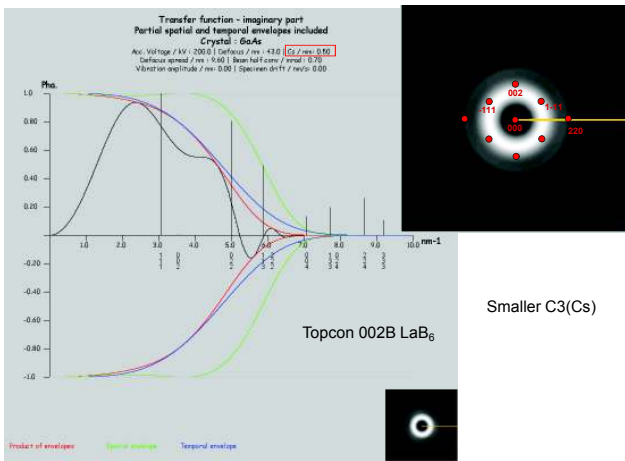 Transfer function - imaginary part
Partial spatial and temporal envelopes included
Crystal : GaAs
Acc. Voltage / kV : 200.0 | Defocus / nm : 43.0 | Cs / mm: 0.50
Defocus spread / nm : 9.60 | Beam half conv / mrad : 0.70
Vibration amplitude / nm: 0.00 | Specimen drift / nm/s: 0.00
Pha.
1.0
0.80
0.60
0.40
0.20
1.0 2.0 3.0 4.0 5.0 6.0 7.0 8.0 9.0 10.0 nm-1
-0.20
-0.40
-0.60
-0.80
-1.0
Topcon 002B LaB6
Product of envelopes
Spatial envelope
Temporal envelope
002
-111
1-11
000
220
Smaller C3(Cs)